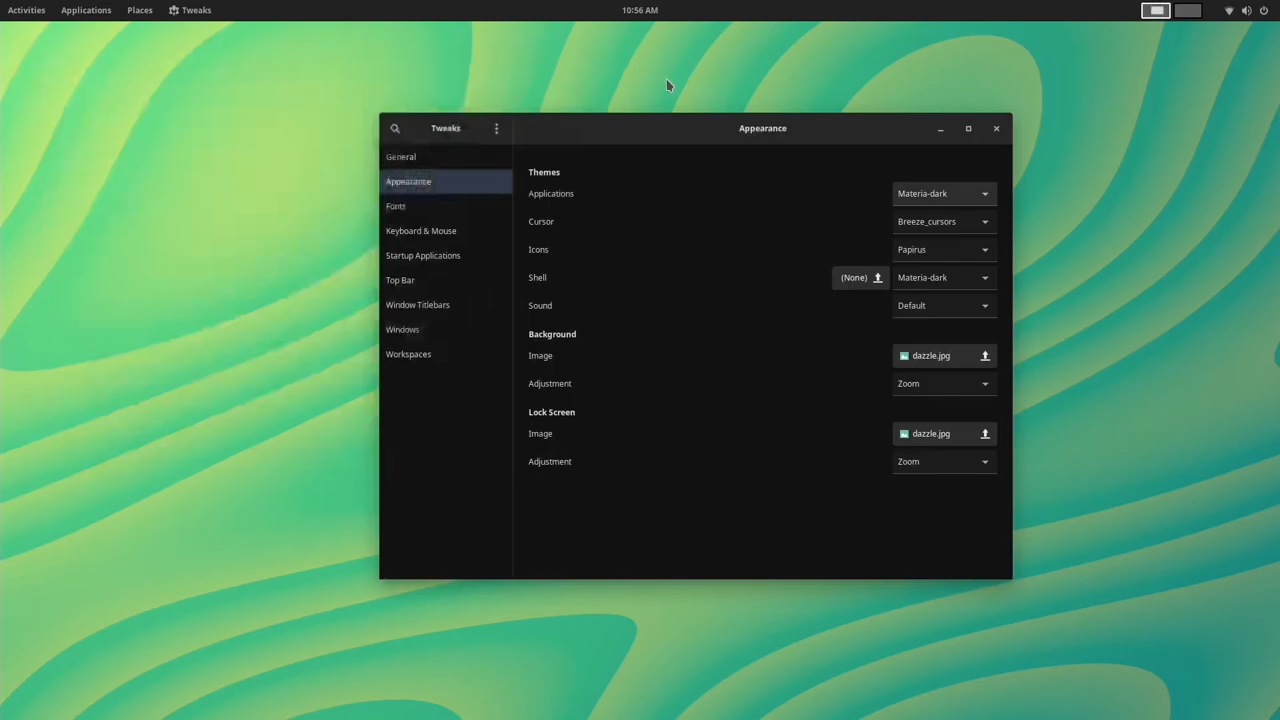 Activities Applications Places Tweaks 10:56 AM
Tweaks Appearance
General
Appearance
Fonts
Keyboard & Mouse
Startup Applications
Top Bar
Window Titlebars
Windows
Workspaces
Themes
Applications Materia-dark
Cursor Breeze_cursors
Icons Papirus
Shell (None) Materia-dark
Sound Default
Background
Image dazzle.jpg
Adjustment Zoom
Lock Screen
Image dazzle.jpg
Adjustment Zoom